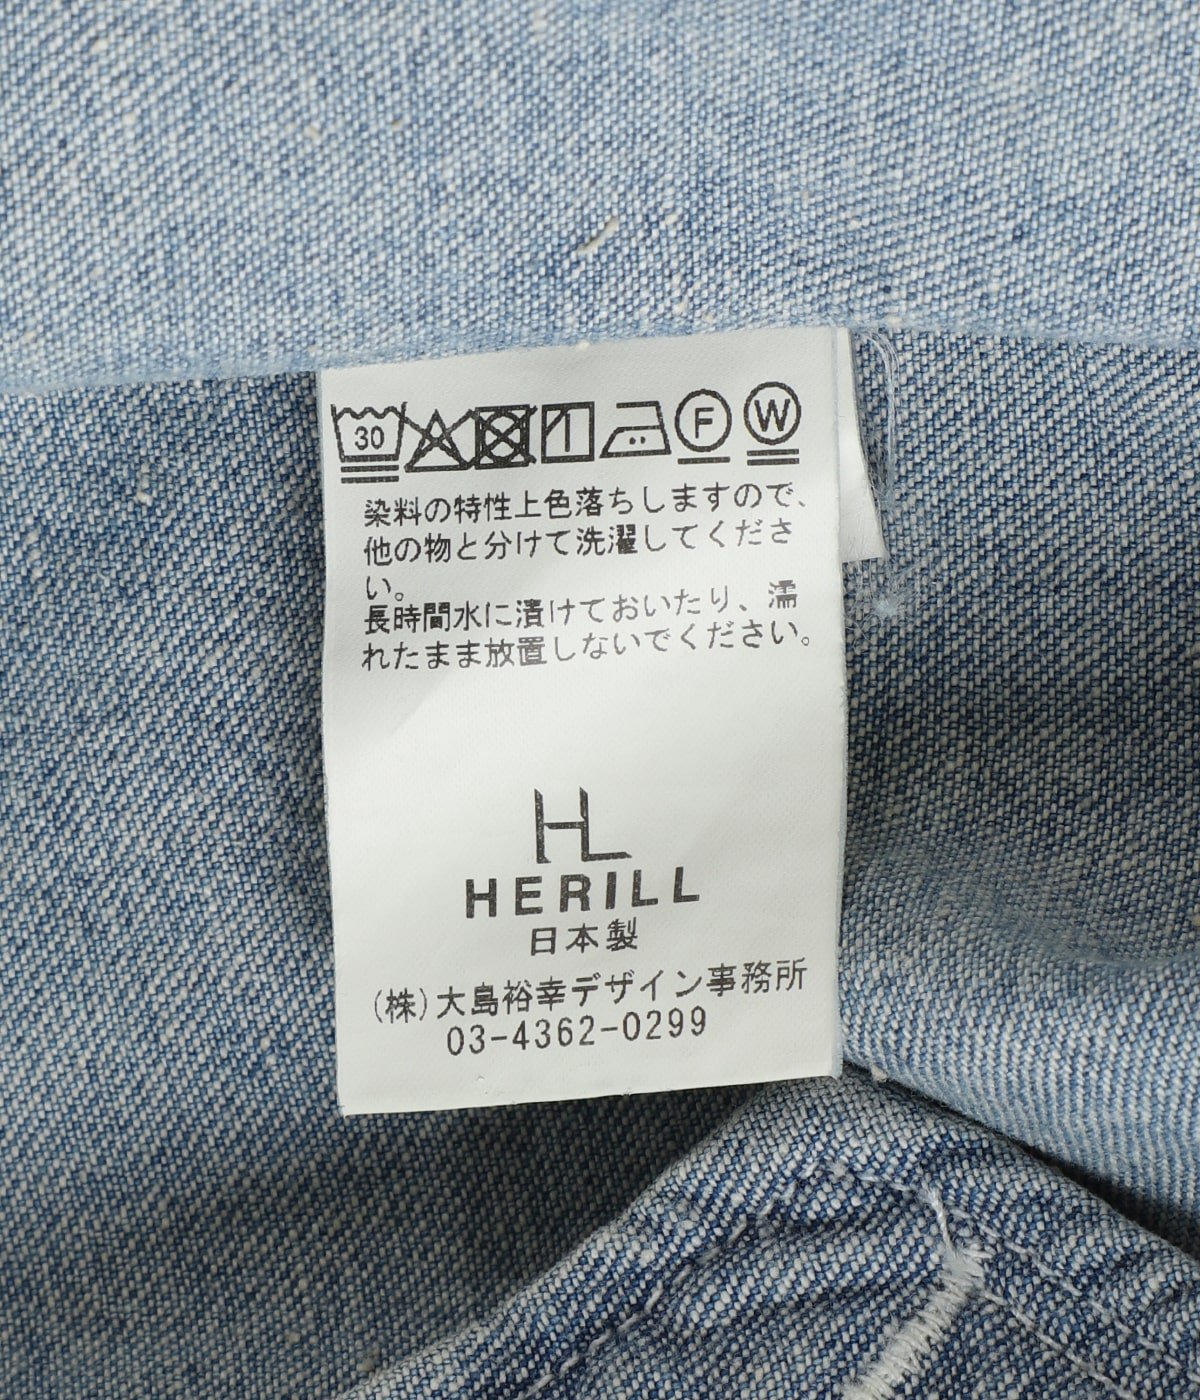 30 F W
染料の特性上色落ちしますので、
他の物と分けて洗濯してくださ
い。
長時間水に漬けておいたり、濡
れたまま放置しないでください。
HL
HERILL
日本製
(株)大島裕幸デザイン事務所
03-4362-0299